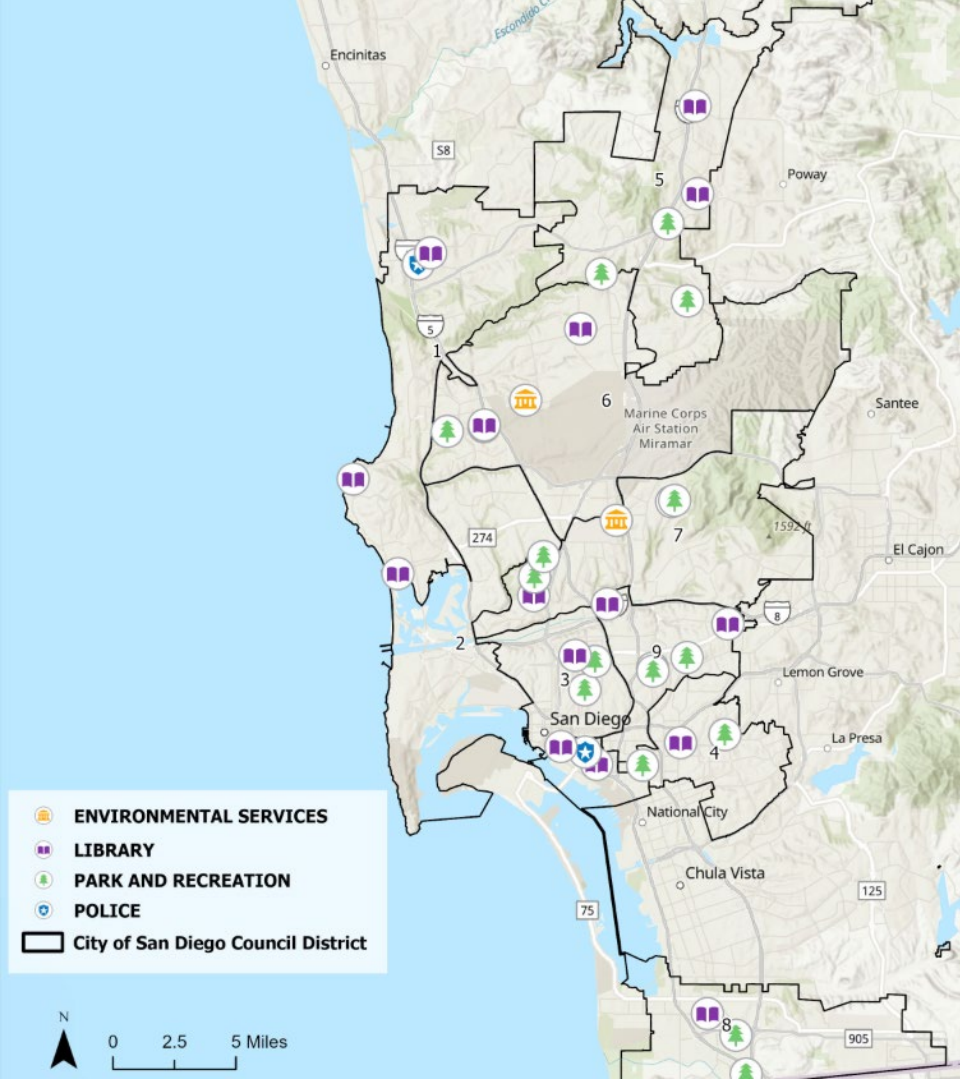 Escondido C
Encinitas
S8
5
Poway
5
1
6
Marine Corps
Air Station
Miramar
Santee
274
7
1592 ft
El Cajon
8
2
9
3
Lemon Grove
San Diego
4
La Presa
National City
Chula Vista
75
125
8
905
ENVIRONMENTAL SERVICES
LIBRARY
PARK AND RECREATION
POLICE
City of San Diego Council District
N
0 2.5 5 Miles